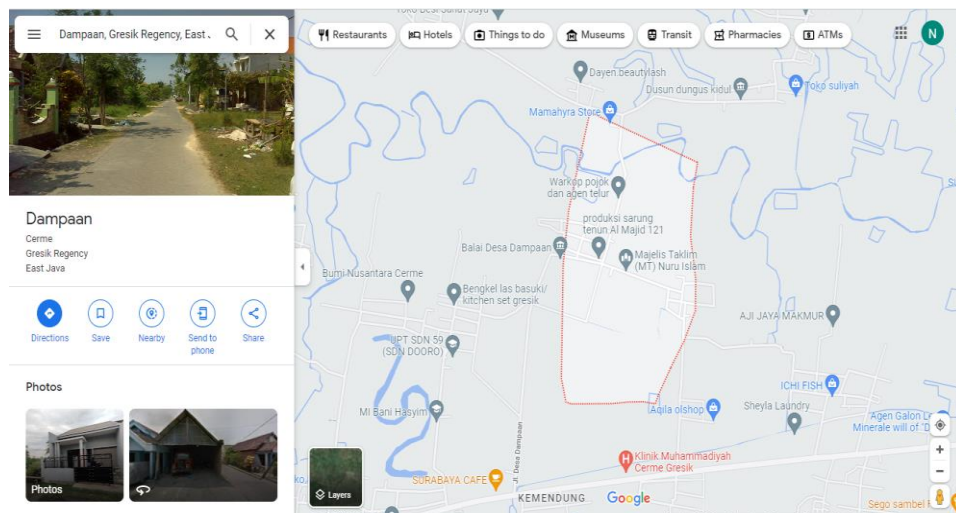 Dampaan, Gresik Regency, East .
Restaurants
Hotels
Things to do
Museums
Transit
Pharmacies
ATMs
N
Dampaan
Cerme
Gresik Regency
East Java
Directions
Save
Nearby
Send to
phone
Share
Photos
Photos
Dayen beautylash
Dusun dungus kidul
Toko suliyah
Mamahyra Store
Warkop pojok
dan agen telur
produksi sarung
tenun Al Majid 121
Balai Desa Dampaan
Majelis Taklim
(MT) Nuru Islam
Bumi Nusantara Cerme
Bengkel las basuki/
kitchen set gresik
AJI JAYA MAKMUR
UPT SDN 59
(SDN DOORO)
ICHI FISH
MI Bani Hasyim
Aqila olshop
Sheyla Laundry
Agen Galon
Minerale will of "D
Jl. Desa Dampaan
Klinik Muhammadiyah
Cerme Gresik
SURABAYA CAFE
Layers
KEMENDUNG
Google
Sego sambel